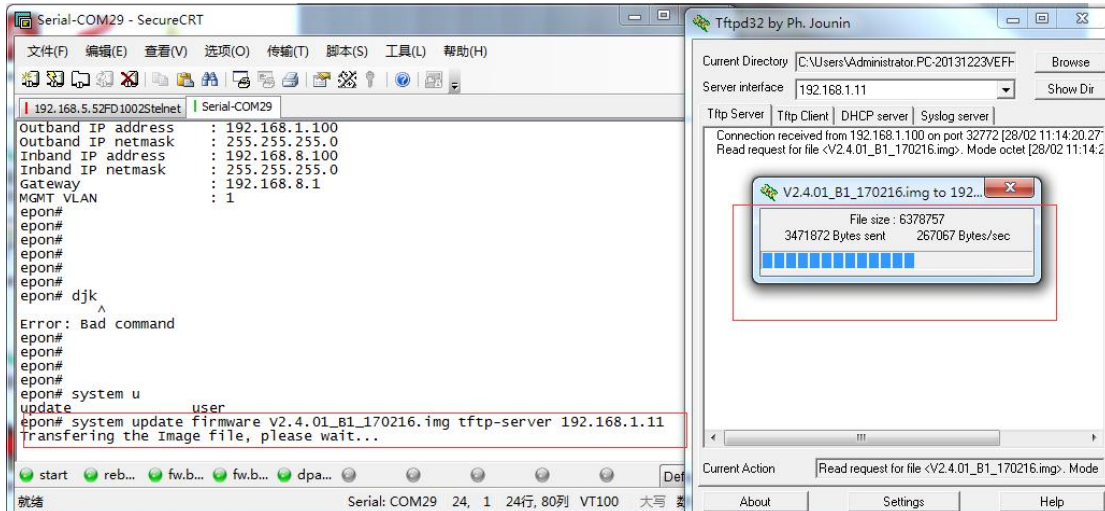 Serial-COM29 - SecureCRT
文件(F) 编辑(E) 查看(V) 选项(O) 传输(T) 脚本(S) 工具(L) 帮助(H)
192.168.5.52FD1002Stelnet Serial-COM29
Outband IP address : 192.168.1.100
Outband IP netmask : 255.255.255.0
Inband IP address : 192.168.8.100
Inband IP netmask : 255.255.255.0
Gateway : 192.168.8.1
MGMT VLAN : 1
epon#
epon#
epon#
epon#
epon#
epon#
epon# djk
^
Error: Bad command
epon#
epon#
epon#
epon#
epon# system u
update user
epon# system update firmware V2.4.01_B1_170216.img tftp-server 192.168.1.11
Transfering the Image file, please wait...
start reb... fw.b... fw.b... dpa... Def
就绪 Serial: COM29 24, 1 24行, 80列 VT100 大写
Tftpd32 by Ph. Jounin
Current Directory C:\Users\Administrator.PC-20131223VEFH Browse
Server interface 192.168.1.11 Show Dir
Tftp Server Tftp Client DHCP server Syslog server
Connection received from 192.168.1.100 on port 32772 [28/02 11:14:20.27
Read request for file <V2.4.01_B1_170216.img>. Mode octet [28/02 11:14:2
V2.4.01_B1_170216.img to 192...
File size : 6378757
3471872 Bytes sent 267067 Bytes/sec
Current Action Read request for file <V2.4.01_B1_170216.img>. Mode
About Settings Help